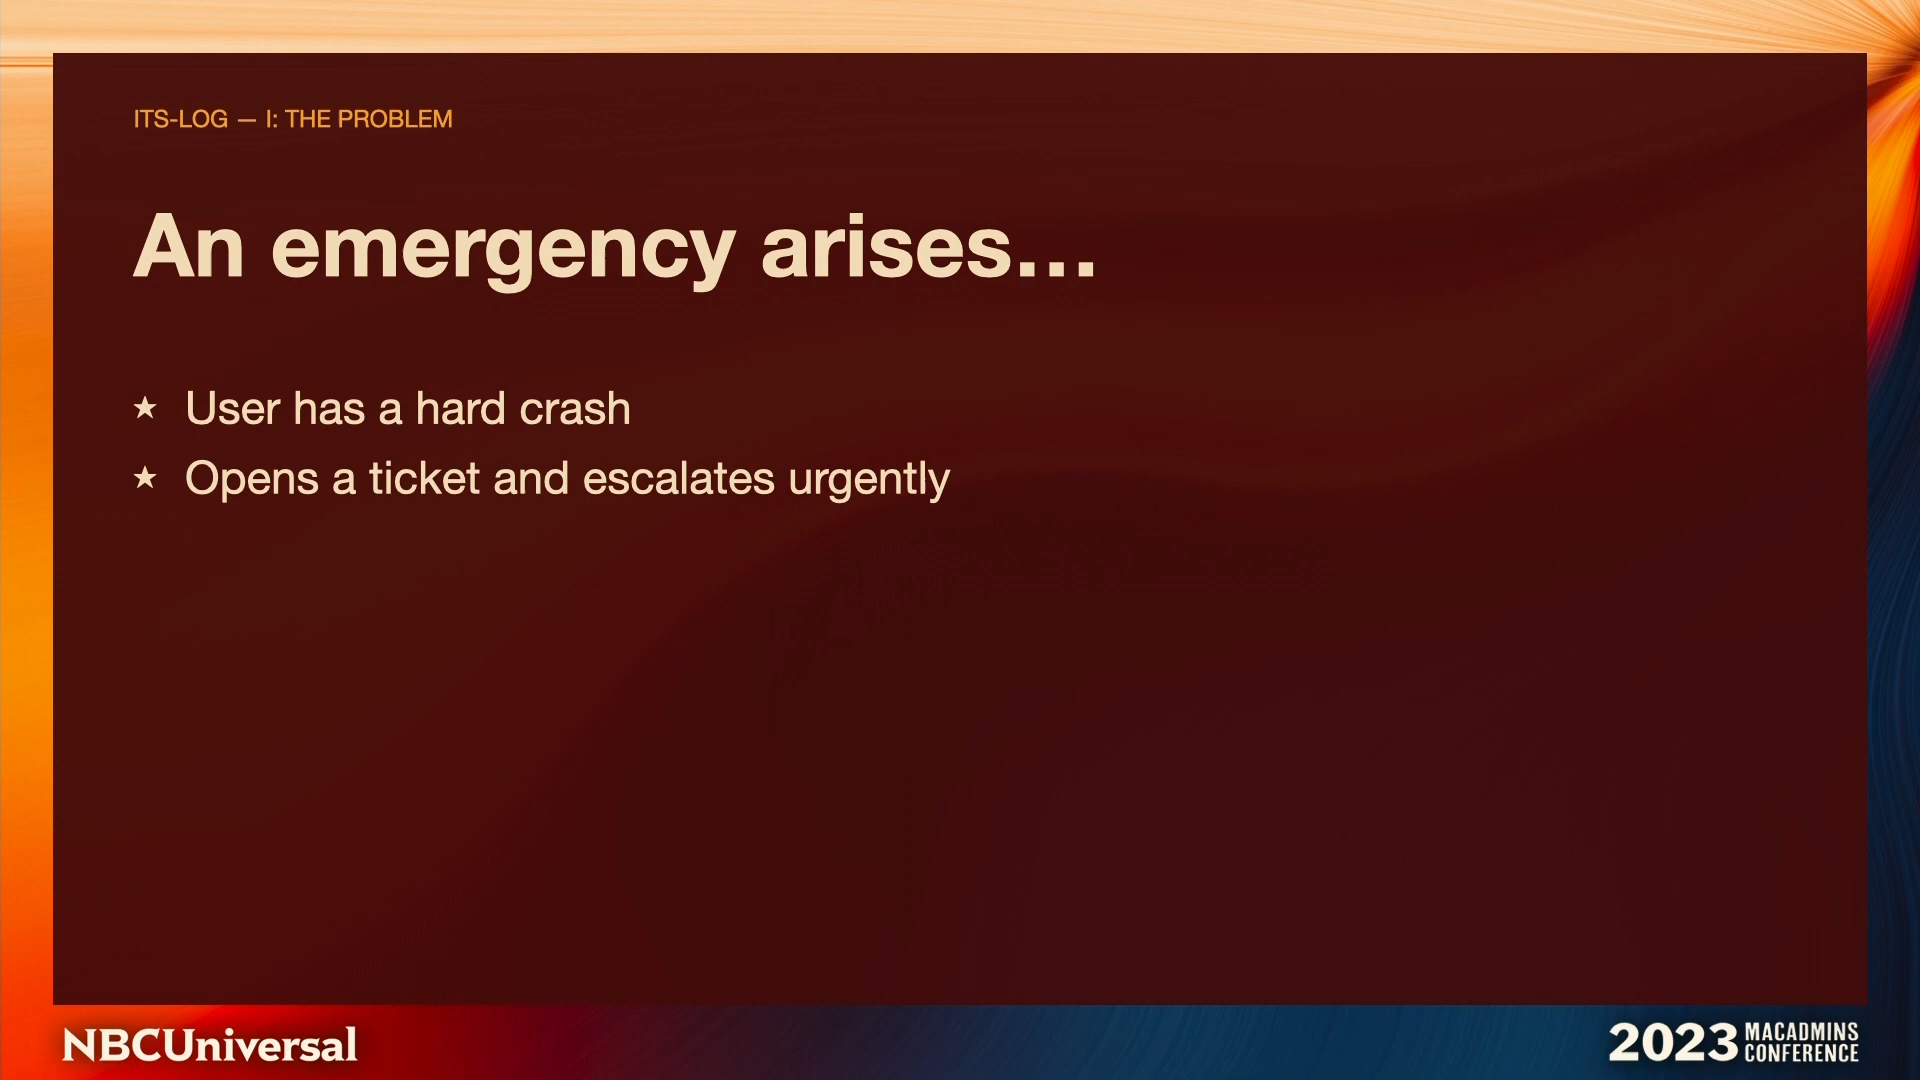 ITS-LOG — I: THE PROBLEM
An emergency arises…
★ User has a hard crash
★ Opens a ticket and escalates urgently
NBCUniversal
2023 MACADMINS
CONFERENCE